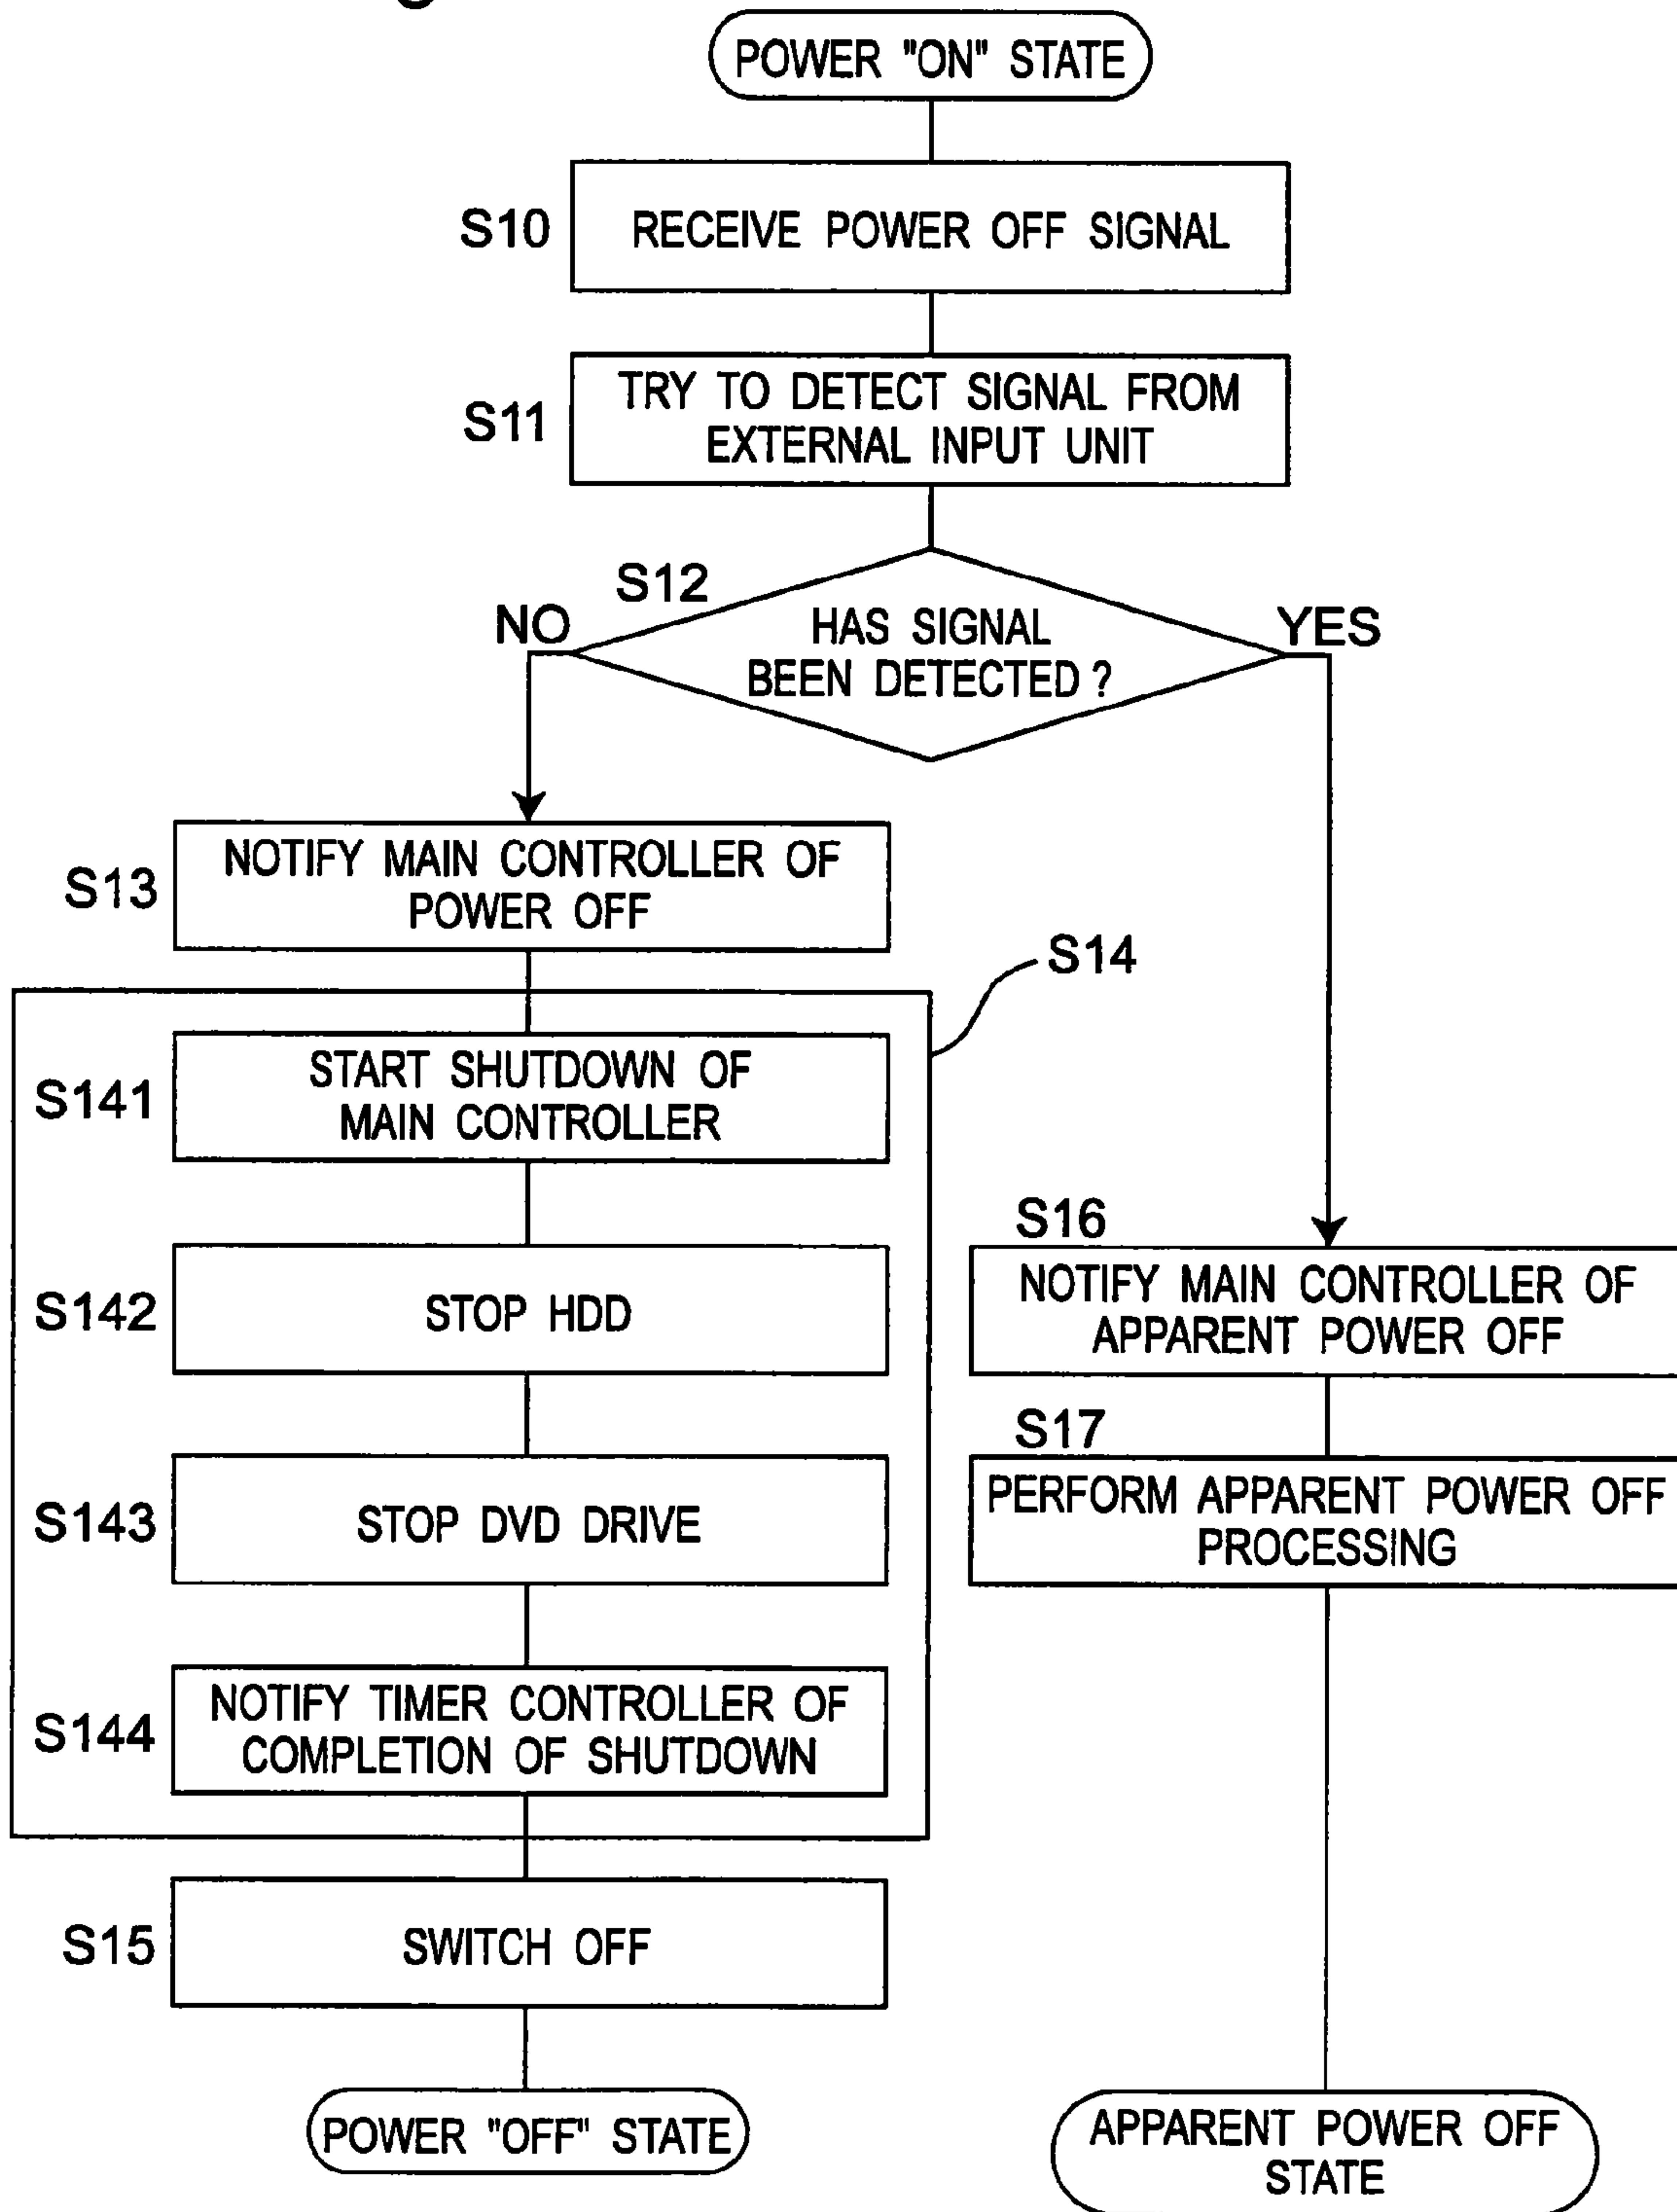 POWER "ON" STATE
S10
RECEIVE POWER OFF SIGNAL
S11
TRY TO DETECT SIGNAL FROM
EXTERNAL INPUT UNIT
S12
NO
HAS SIGNAL
BEEN DETECTED ?
YES
S13
NOTIFY MAIN CONTROLLER OF
POWER OFF
S14
S141
START SHUTDOWN OF
MAIN CONTROLLER
S142
STOP HDD
S143
STOP DVD DRIVE
S144
NOTIFY TIMER CONTROLLER OF
COMPLETION OF SHUTDOWN
S15
SWITCH OFF
POWER "OFF" STATE
S16
NOTIFY MAIN CONTROLLER OF
APPARENT POWER OFF
S17
PERFORM APPARENT POWER OFF
PROCESSING
APPARENT POWER OFF
STATE